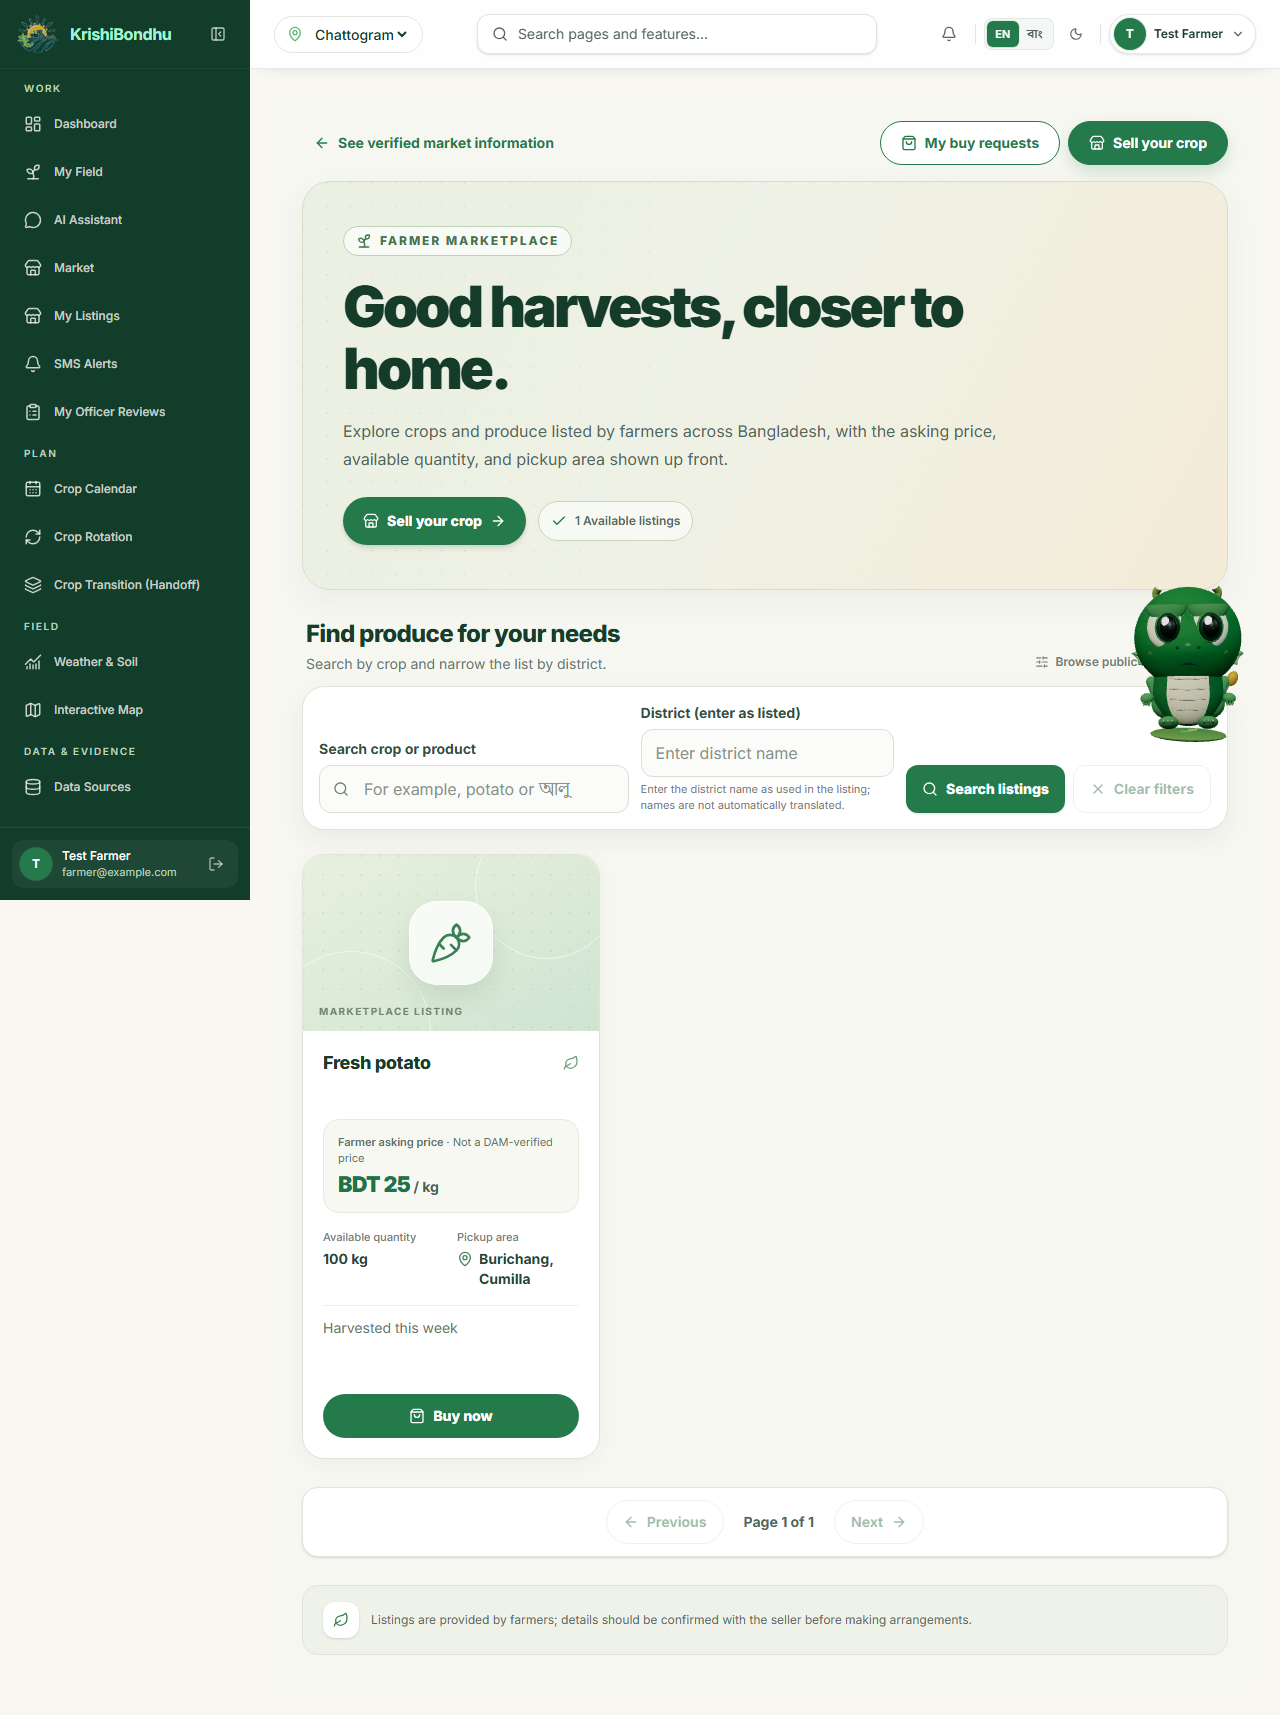 KrishiBondhu
Chattogram
Search pages and features...
EN
বাং
T
Test Farmer
WORK
Dashboard
My Field
AI Assistant
Market
My Listings
SMS Alerts
My Officer Reviews
PLAN
Crop Calendar
Crop Rotation
Crop Transition (Handoff)
FIELD
Weather & Soil
Interactive Map
DATA & EVIDENCE
Data Sources
T
Test Farmer
farmer@example.com
See verified market information
My buy requests
Sell your crop
FARMER MARKETPLACE
Good harvests, closer to
home.
Explore crops and produce listed by farmers across Bangladesh, with the asking price,
available quantity, and pickup area shown up front.
Sell your crop
1 Available listings
Find produce for your needs
Search by crop and narrow the list by district.
Browse public
Search crop or product
For example, potato or আলু
District (enter as listed)
Enter district name
Enter the district name as used in the listing;
names are not automatically translated.
Search listings
Clear filters
MARKETPLACE LISTING
Fresh potato
Farmer asking price · Not a DAM-verified
price
BDT 25 / kg
Available quantity
100 kg
Pickup area
Burichang,
Cumilla
Harvested this week
Buy now
Previous
Page 1 of 1
Next
Listings are provided by farmers; details should be confirmed with the seller before making arrangements.